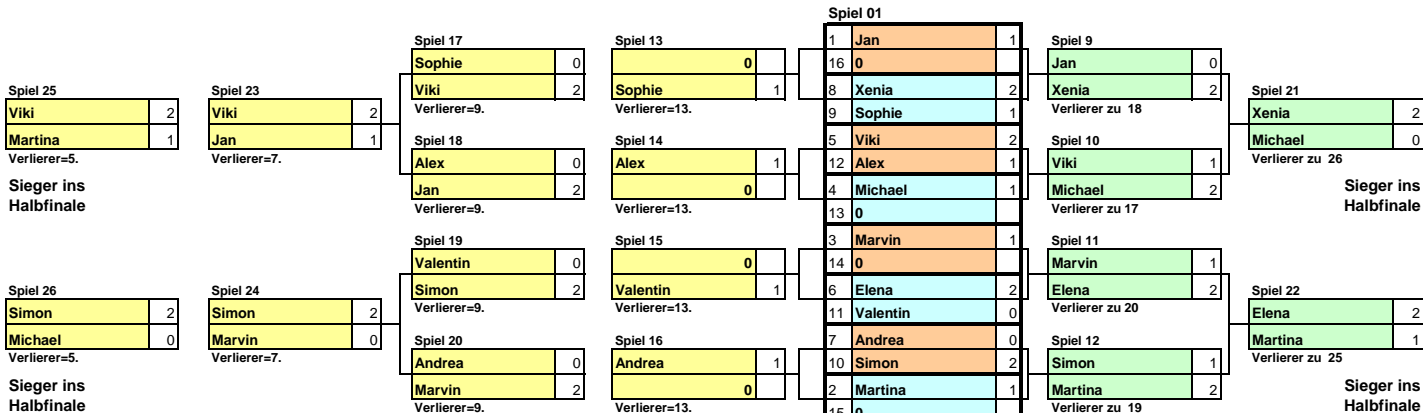 Spiel 01
1 Jan 1
16 0
8 Xenia 2
9 Sophie 1
5 Viki 2
12 Alex 1
4 Michael 1
13 0
3 Marvin 1
14 0
6 Elena 2
11 Valentin 0
7 Andrea 0
10 Simon 2
2 Martina 1
15 0
Spiel 25
Viki 2
Martina 1
Verlierer=5.
Sieger ins
Halbfinale
Spiel 26
Simon 2
Michael 0
Verlierer=5.
Sieger ins
Halbfinale
Spiel 23
Viki 2
Jan 1
Verlierer=7.
Spiel 24
Simon 2
Marvin 0
Verlierer=7.
Spiel 17
Sophie 0
Viki 2
Verlierer=9.
Spiel 18
Alex 0
Jan 2
Verlierer=9.
Spiel 19
Valentin 0
Simon 2
Verlierer=9.
Spiel 20
Andrea 0
Marvin 2
Verlierer=9.
Spiel 13
0
Sophie 1
Verlierer=13.
Spiel 14
Alex 1
0
Verlierer=13.
Spiel 15
0
Valentin 1
Verlierer=13.
Spiel 16
Andrea 1
0
Verlierer=13.
Spiel 9
Jan 0
Xenia 2
Verlierer zu 18
Spiel 10
Viki 1
Michael 2
Verlierer zu 17
Spiel 11
Marvin 1
Elena 2
Verlierer zu 20
Spiel 12
Simon 1
Martina 2
Verlierer zu 19
Spiel 21
Xenia 2
Michael 0
Verlierer zu 26
Sieger ins
Halbfinale
Spiel 22
Elena 2
Martina 1
Verlierer zu 25
Sieger ins
Halbfinale